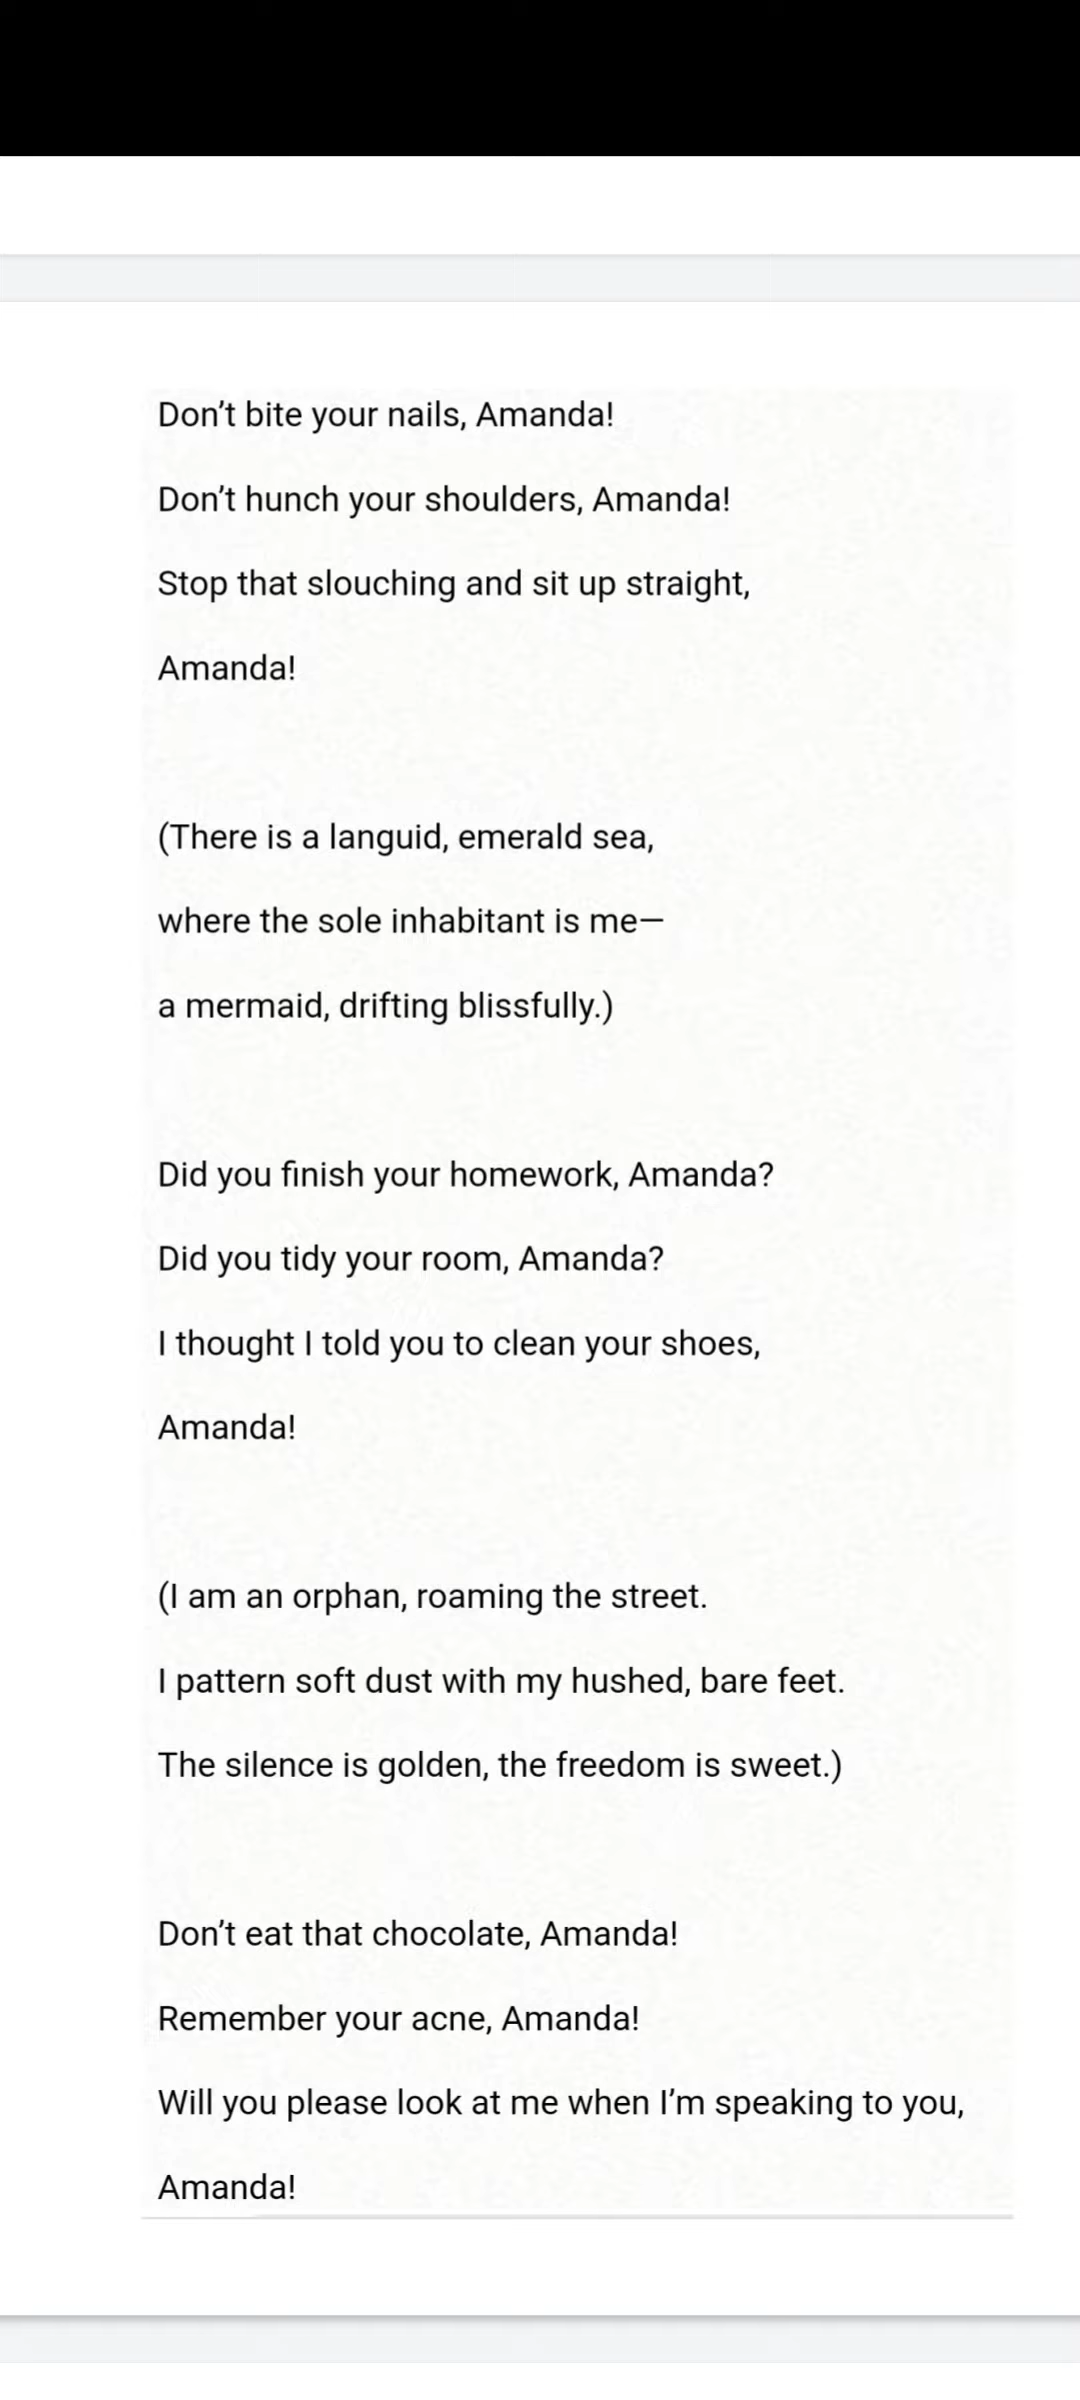 Don’t bite your nails, Amanda!
Don’t hunch your shoulders, Amanda!
Stop that slouching and sit up straight,
Amanda!
(There is a languid, emerald sea,
where the sole inhabitant is me—
a mermaid, drifting blissfully.)
Did you finish your homework, Amanda?
Did you tidy your room, Amanda?
I thought I told you to clean your shoes,
Amanda!
(I am an orphan, roaming the street.
I pattern soft dust with my hushed, bare feet.
The silence is golden, the freedom is sweet.)
Don’t eat that chocolate, Amanda!
Remember your acne, Amanda!
Will you please look at me when I’m speaking to you,
Amanda!